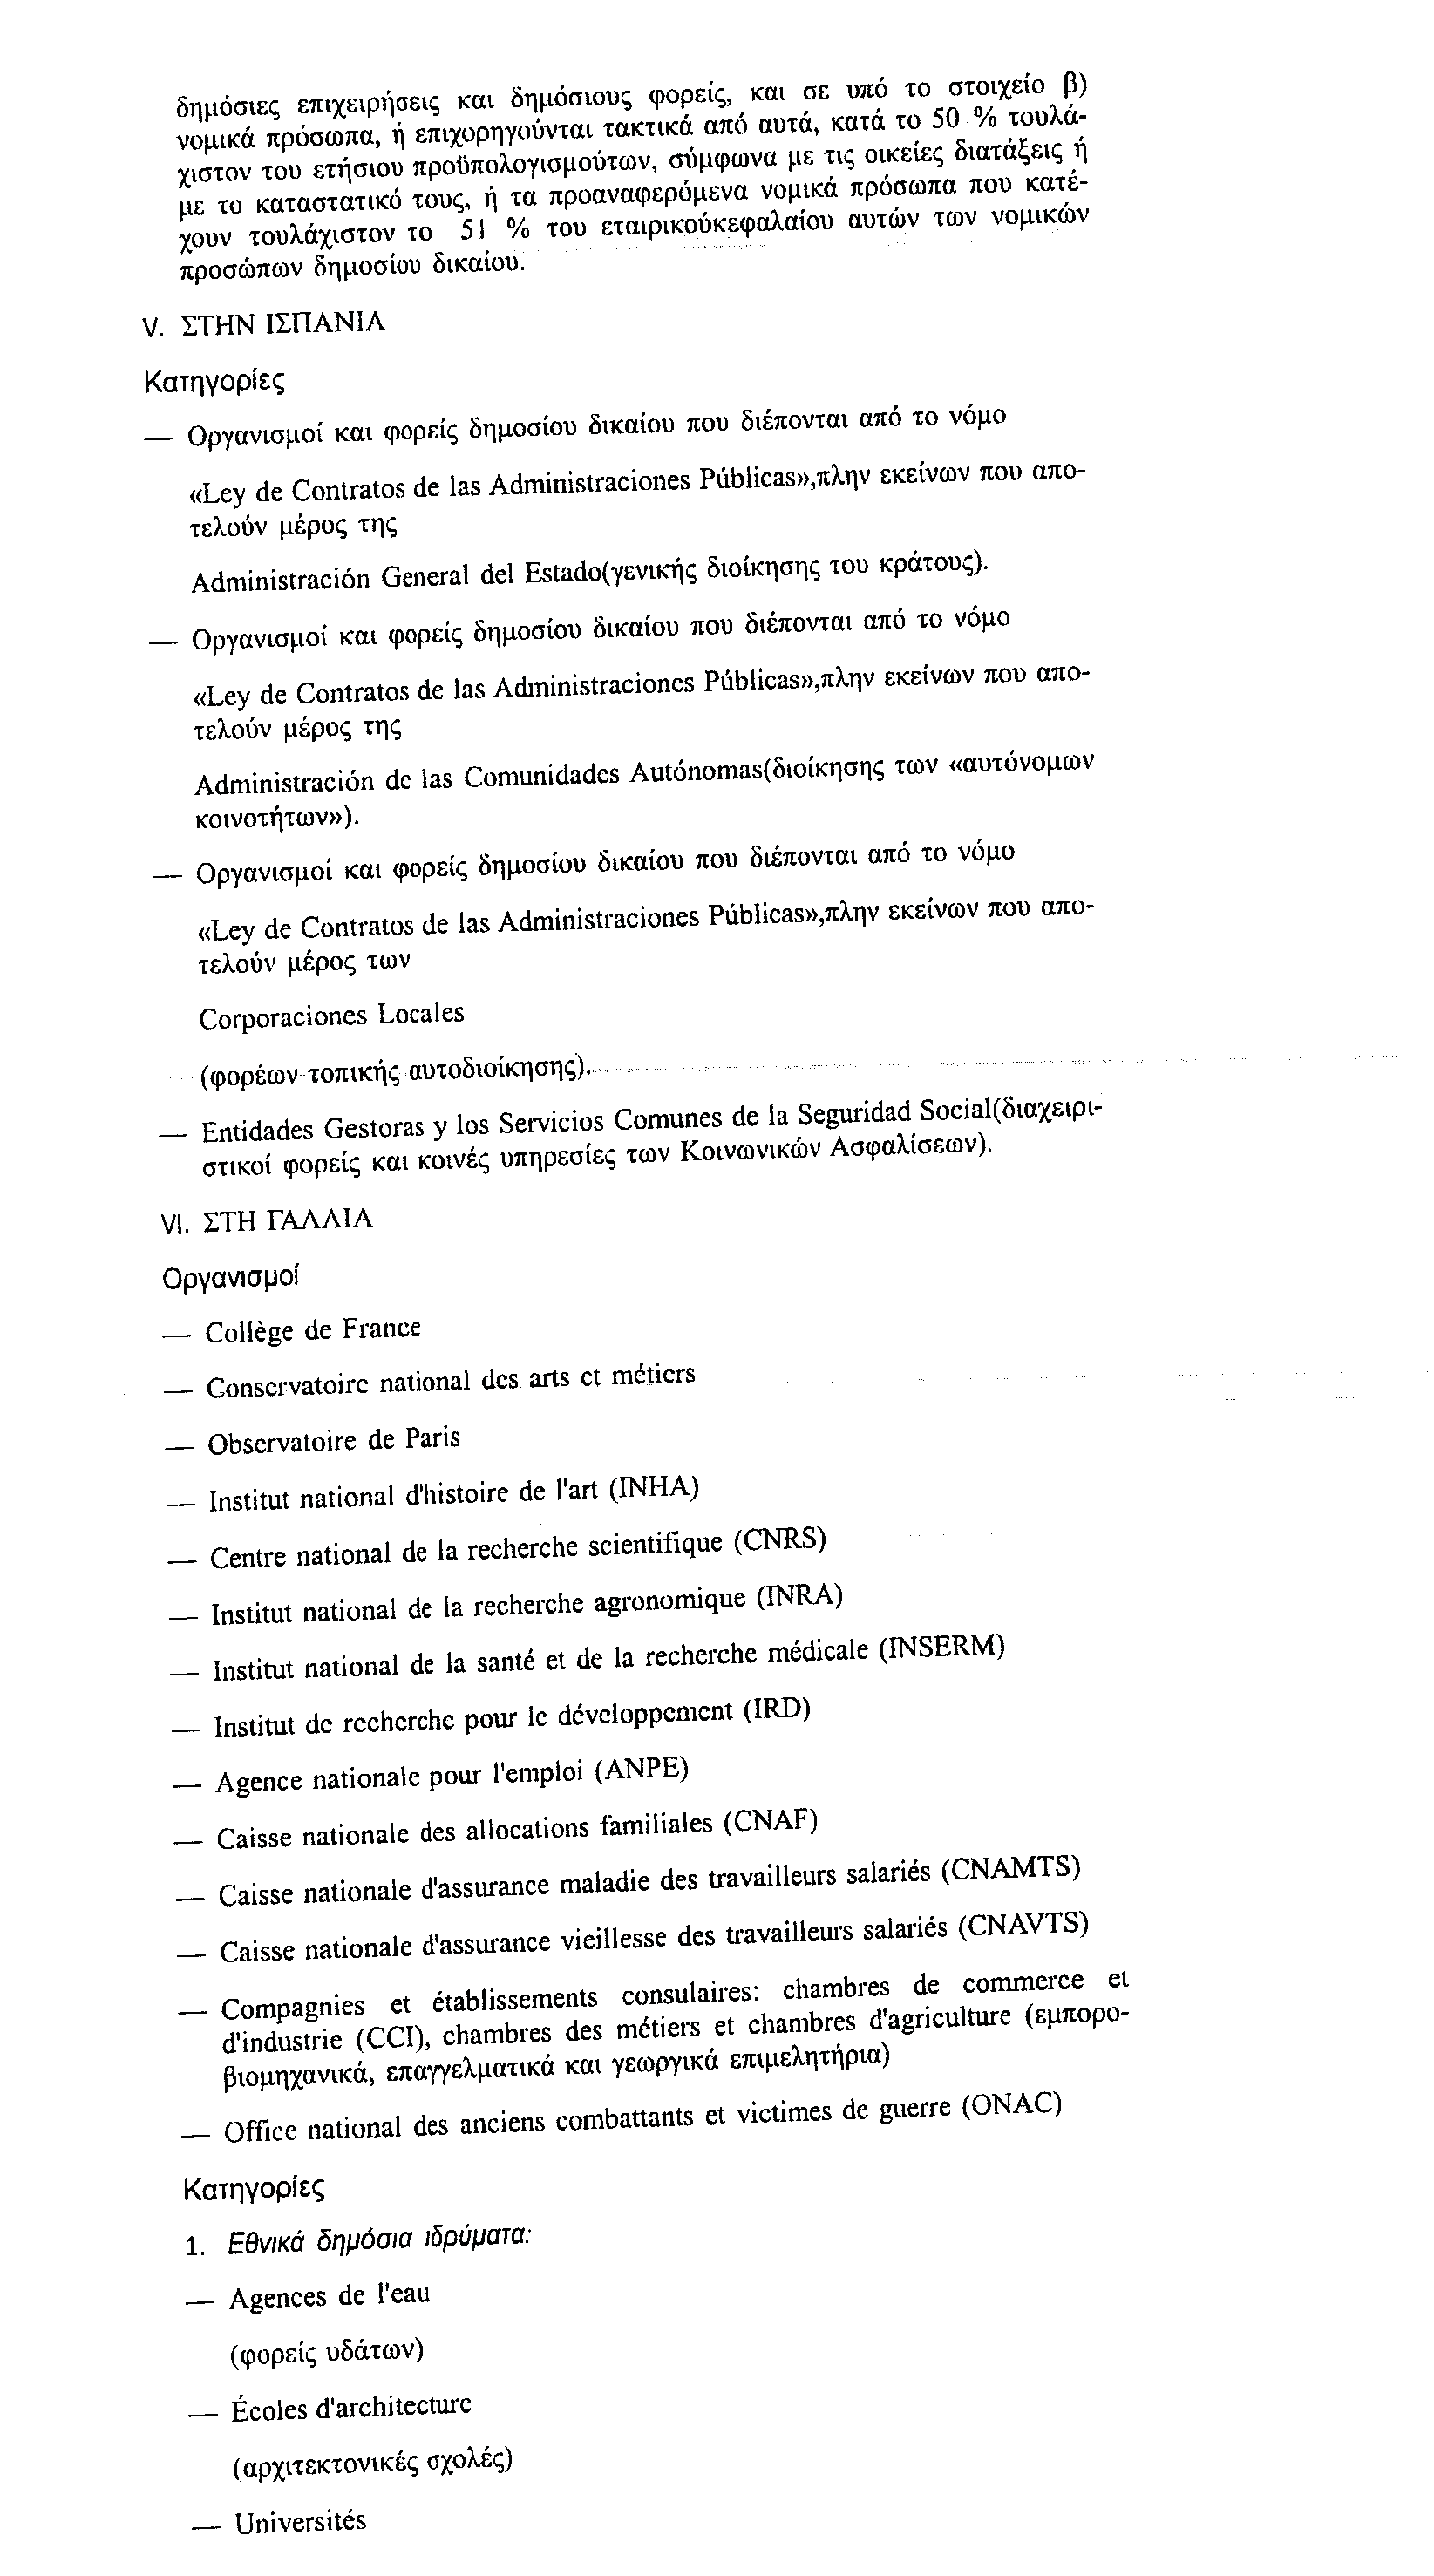 δημόσιες επιχειρήσεις και δημόσιους φορείς, και σε υπό το στοιχείο β)
νομικά πρόσωπα, ή επιχορηγούνται τακτικά από αυτά, κατά το 50 % τουλά-
χιστον του ετήσιου προϋπολογισμούτων, σύμφωνα με τις οικείες διατάξεις ή
με το καταστατικό τους, ή τα προαναφερόμενα νομικά πρόσωπα που κατέ-
χουν τουλάχιστον το 51 % του εταιρικούκεφαλαίου αυτών των νομικών
προσώπων δημοσίου δικαίου.
V. ΣΤΗΝ ΙΣΠΑΝΙΑ
Κατηγορίες
— Οργανισμοί και φορείς δημοσίου δικαίου που διέπονται από το νόμο
«Ley de Contratos de las Administraciones Públicas»,πλην εκείνων που απο-
τελούν μέρος της
Administración General del Estado(γενικής διοίκησης του κράτους).
— Οργανισμοί και φορείς δημοσίου δικαίου που διέπονται από το νόμο
«Ley de Contratos de las Administraciones Públicas»,πλην εκείνων που απο-
τελούν μέρος της
Administración de las Comunidades Autónomas(διοίκησης των «αυτόνομων
κοινοτήτων»).
— Οργανισμοί και φορείς δημοσίου δικαίου που διέπονται από το νόμο
«Ley de Contratos de las Administraciones Públicas»,πλην εκείνων που απο-
τελούν μέρος των
Corporaciones Locales
(φορέων τοπικής αυτοδιοίκησης).
— Entidades Gestoras y los Servicios Comunes de la Seguridad Social(διαχειρι-
στικοί φορείς και κοινές υπηρεσίες των Κοινωνικών Ασφαλίσεων).
VI. ΣΤΗ ΓΑΛΛΙΑ
Οργανισμοί
— Collège de France
— Conservatoire national des arts et métiers
— Observatoire de Paris
— Institut national d'histoire de l'art (INHA)
— Centre national de la recherche scientifique (CNRS)
— Institut national de la recherche agronomique (INRA)
— Institut national de la santé et de la recherche médicale (INSERM)
— Institut de recherche pour le développement (IRD)
— Agence nationale pour l'emploi (ANPE)
— Caisse nationale des allocations familiales (CNAF)
— Caisse nationale d'assurance maladie des travailleurs salariés (CNAMTS)
— Caisse nationale d'assurance vieillesse des travailleurs salariés (CNAVTS)
— Compagnies et établissements consulaires: chambres de commerce et
d'industrie (CCI), chambres des métiers et chambres d'agriculture (εμπορο-
βιομηχανικά, επαγγελματικά και γεωργικά επιμελητήρια)
— Office national des anciens combattants et victimes de guerre (ONAC)
Κατηγορίες
1. Εθνικά δημόσια ιδρύματα:
— Agences de l'eau
(φορείς υδάτων)
— Écoles d'architecture
(αρχιτεκτονικές σχολές)
— Universités